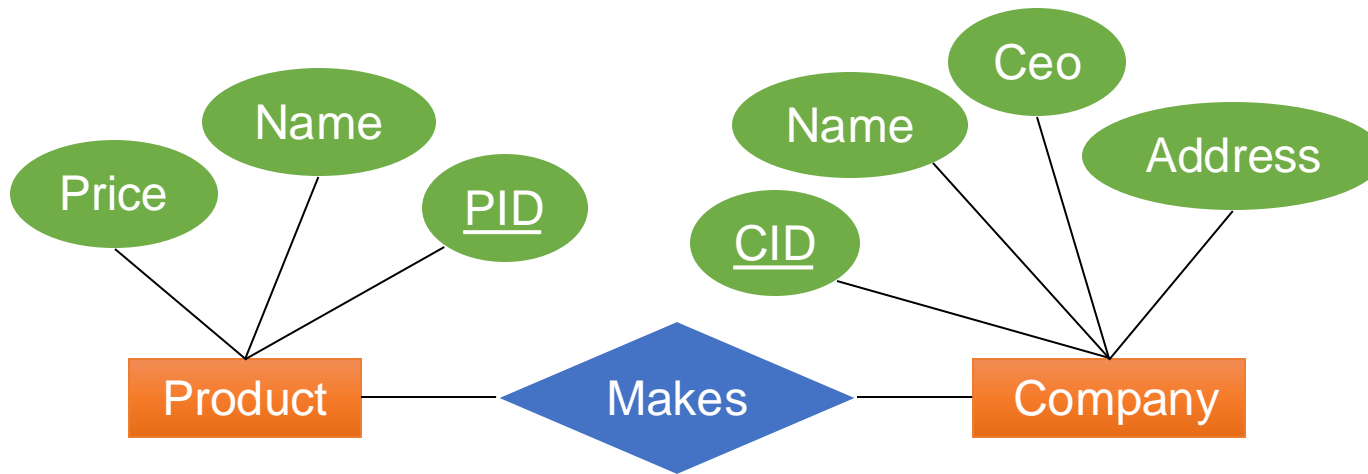 Ceo
Name
Name
Address
Price
PID
CID
Product
Makes
Company